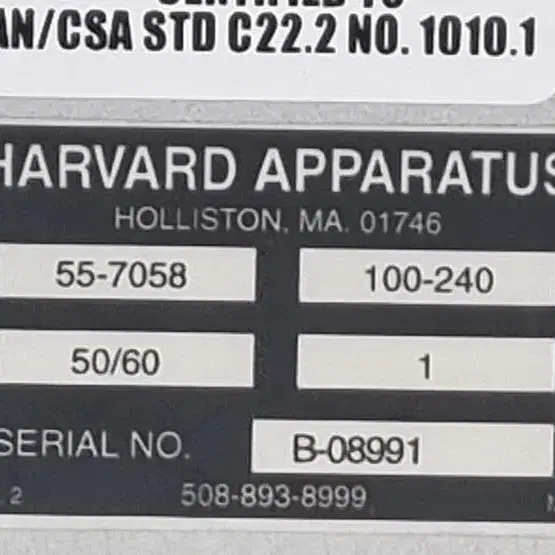 AN/CSA STD C22.2 NO. 1010.1
HARVARD APPARATUS
HOLLISTON, MA. 01746
55-7058 100-240
50/60 1
SERIAL NO. B-08991
2 508-893-8999